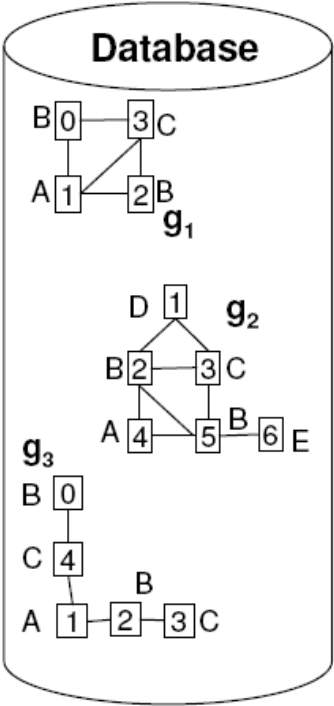 Database
B 0 3 C
A 1 2 B
g1
D 1 g2
B 2 3 C
A 4 5 B 6 E
g3
B 0
C 4
B
A 1 2 3 C